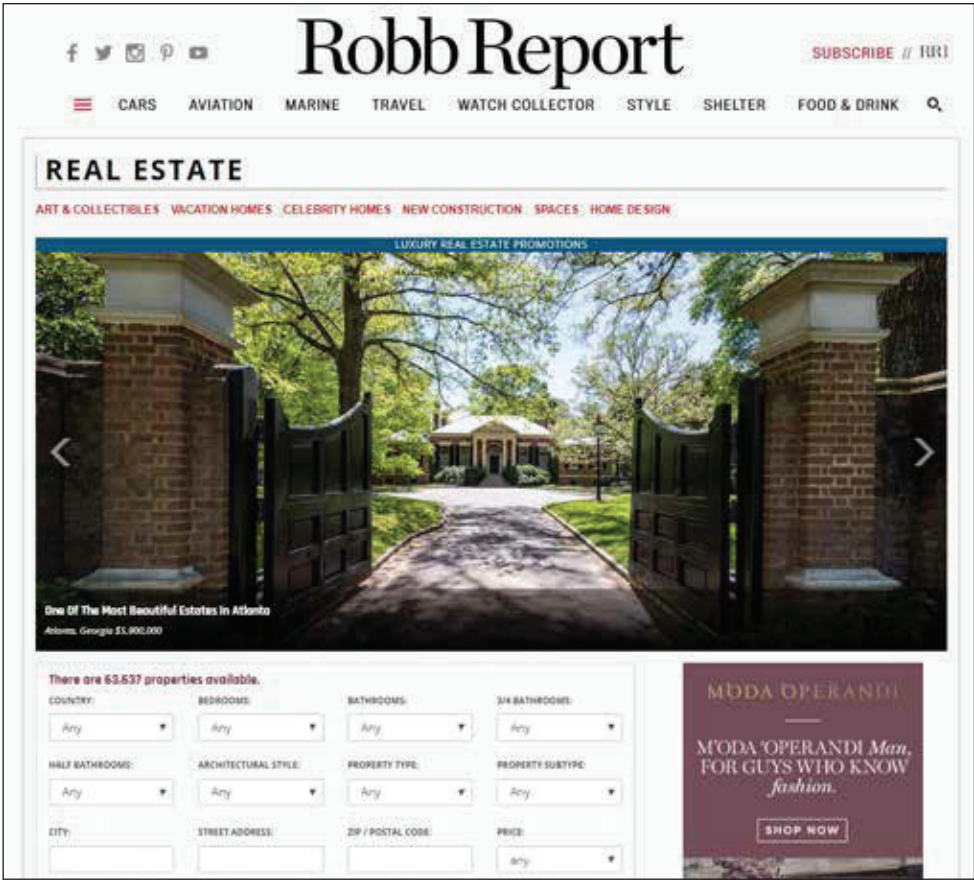 Robb Report
SUBSCRIBE // RR1
CARS AVIATION MARINE TRAVEL WATCH COLLECTOR STYLE SHELTER FOOD & DRINK
REAL ESTATE
ART & COLLECTIBLES VACATION HOMES CELEBRITY HOMES NEW CONSTRUCTION SPACES HOME DESIGN
LUXURY REAL ESTATE PROMOTIONS
One Of The Most Beautiful Estates In Atlanta
Atlanta, Georgia $5,900,000
There are 63,637 properties available.
COUNTRY: BEDROOMS: BATHROOMS: 3/4 BATHROOMS:
Any Any Any Any
HALF BATHROOMS: ARCHITECTURAL STYLE: PROPERTY TYPE: PROPERTY SUBTYPE:
Any Any Any Any
CITY: STREET ADDRESS: ZIP / POSTAL CODE: PRICE:
Any
MODA OPERANDI
M'ODA 'OPERANDI Man,
FOR GUYS WHO KNOW
fashion.
SHOP NOW